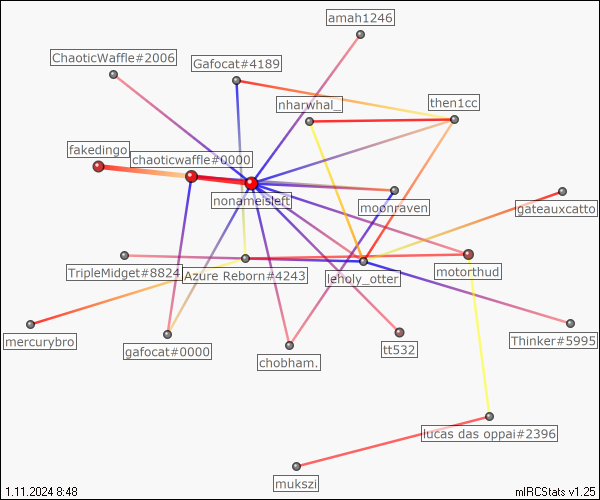 amah1246
ChaoticWaffle#2006
Gafocat#4189
nharwhal_
then1cc
fakedingo
chaoticwaffle#0000
nonameisleft
moonraven
gateauxcatto
TripleMidget#8824
Azure Reborn#4243
leholy_otter
motorthud
mercurybro
gafocat#0000
chobham.
tt532
Thinker#5995
lucas das oppai#2396
mukszi
1.11.2024 8:48
mIRCStats v1.25